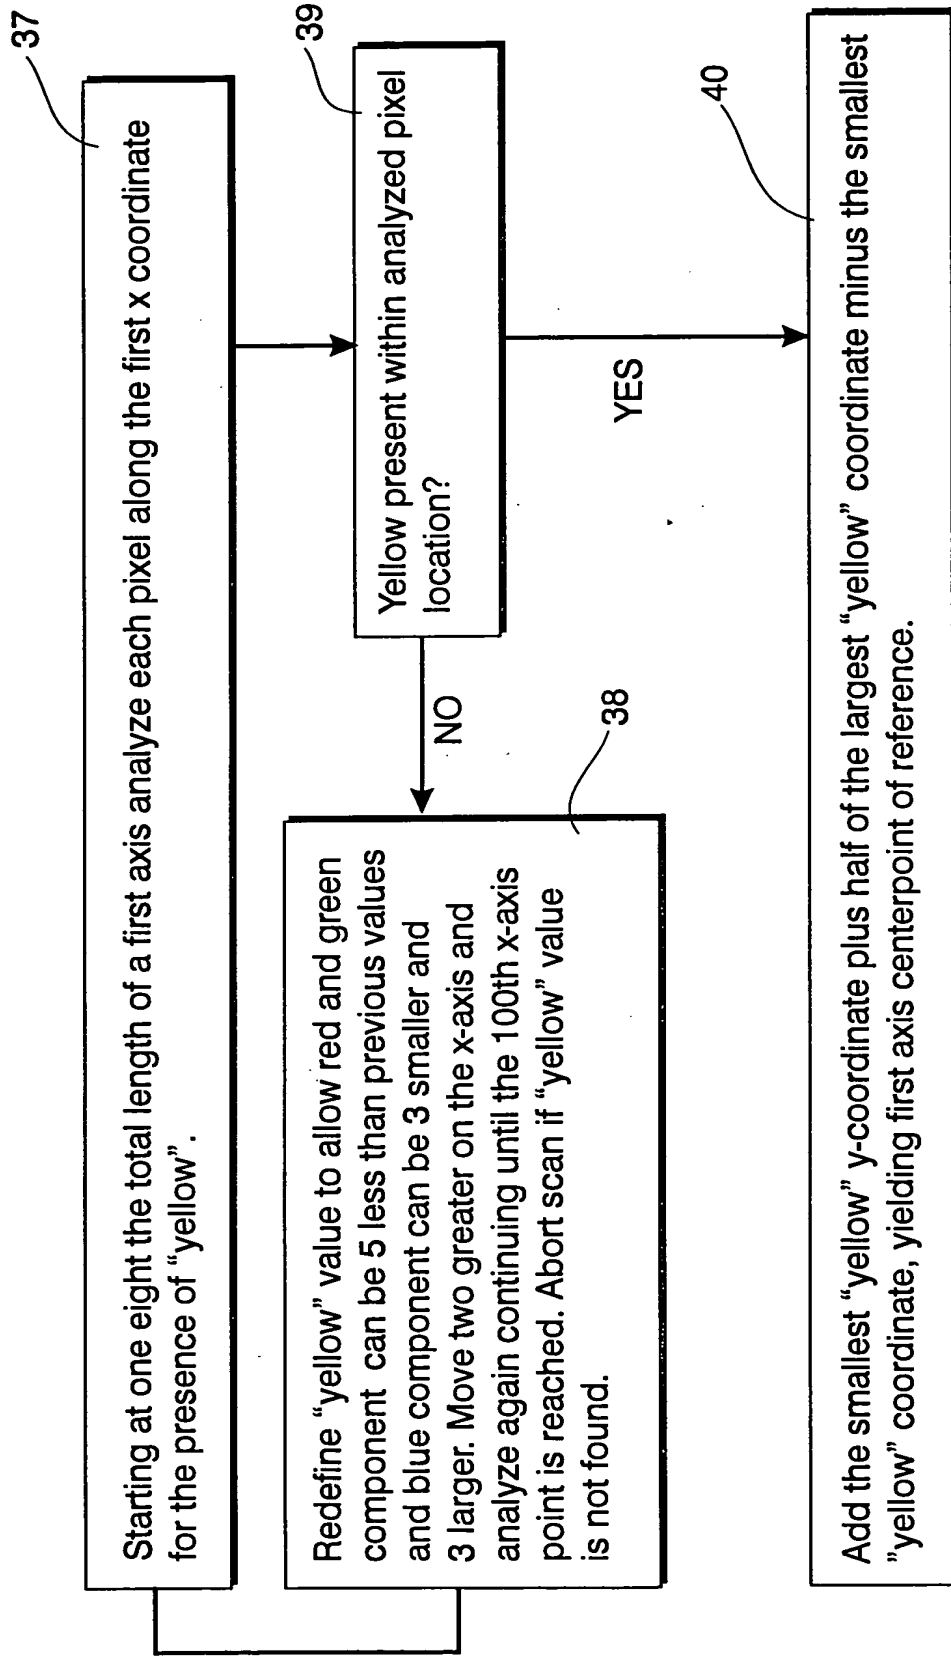 37
Starting at one eight the total length of a first axis analyze each pixel along the first x coordinate
for the presence of "yellow".
39
Yellow present within analyzed pixel
location?
NO
YES
38
Redefine "yellow" value to allow red and green
component can be 5 less than previous values
and blue component can be 3 smaller and
3 larger. Move two greater on the x-axis and
analyze again continuing until the 100th x-axis
point is reached. Abort scan if "yellow" value
is not found.
40
Add the smallest "yellow" y-coordinate plus half of the largest "yellow" coordinate minus the smallest
"yellow" coordinate, yielding first axis centerpoint of reference.